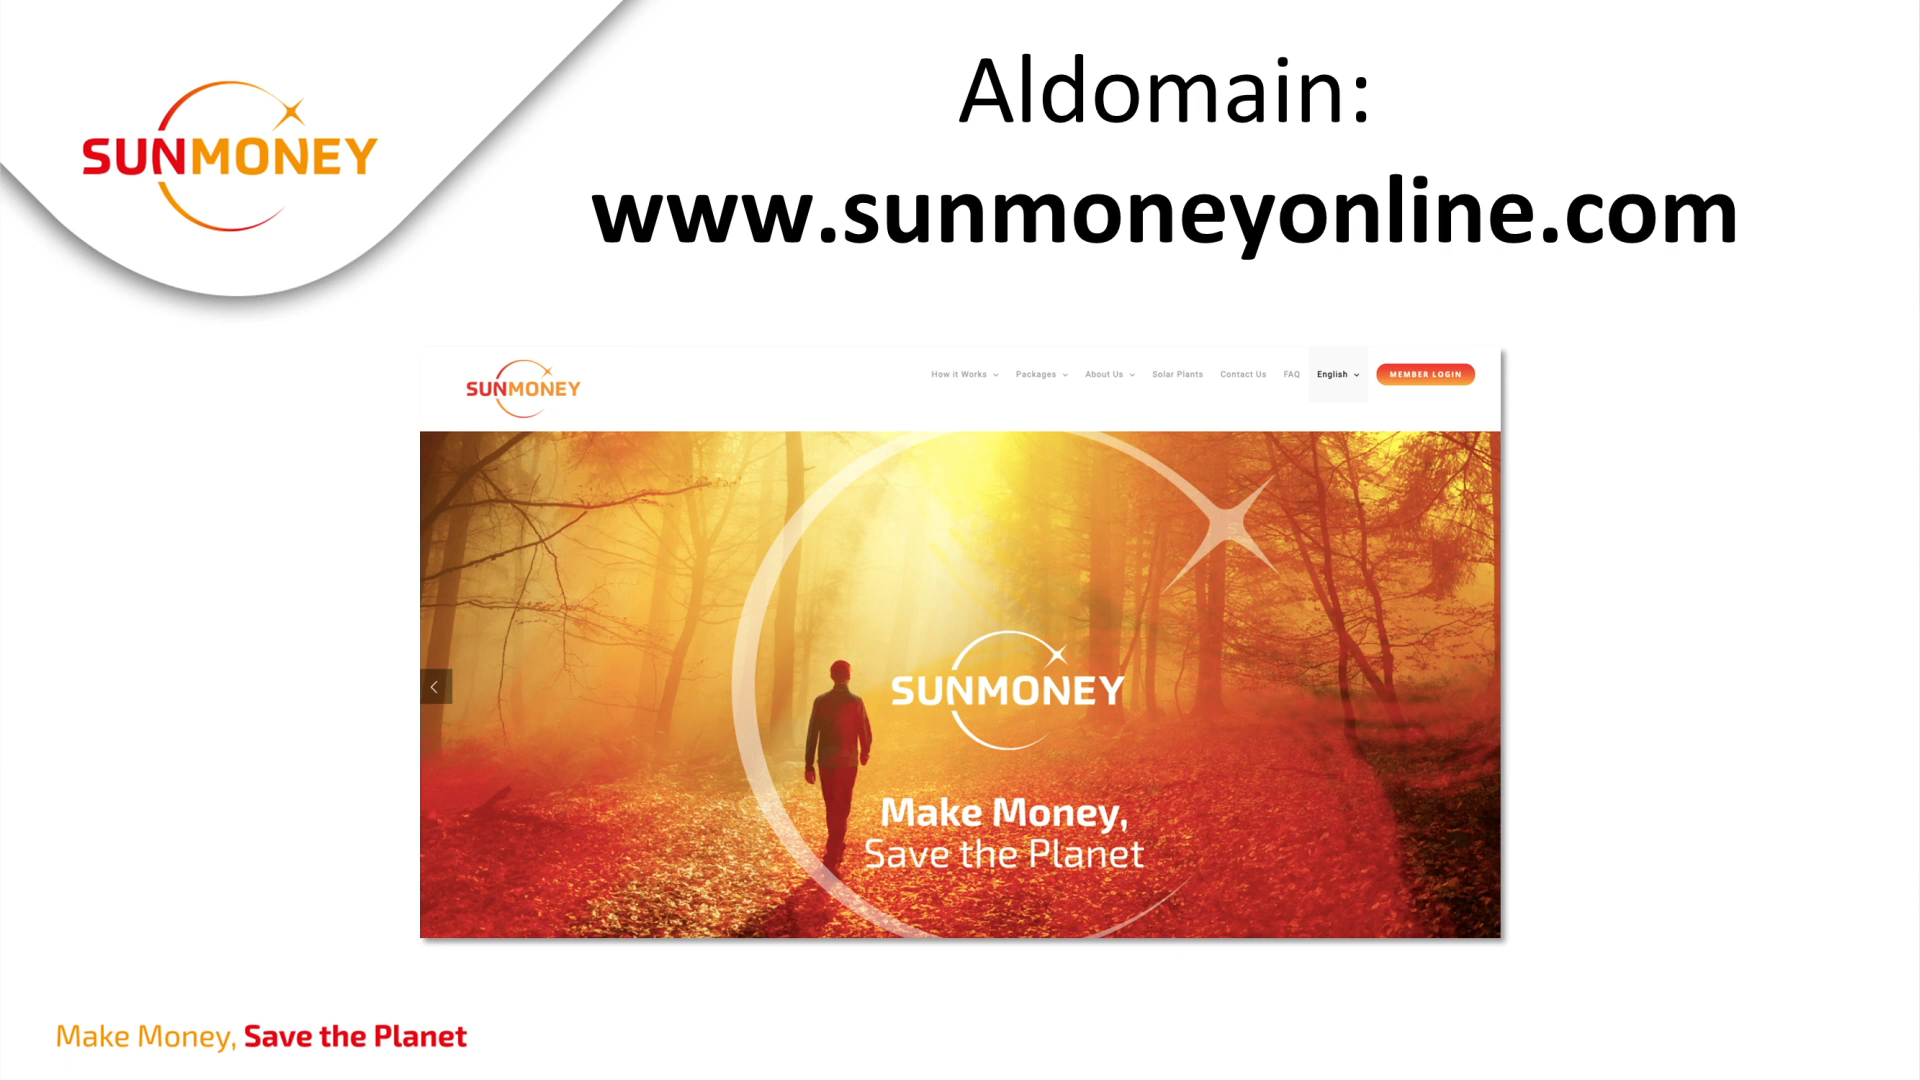 SUNMONEY
Aldomain:
www.sunmoneyonline.com
SUNMONEY
How it Works
Packages
About Us
Solar Plants
Contact Us
FAQ
English
MEMBER LOGIN
SUNMONEY
Make Money,
Save the Planet
Make Money, Save the Planet